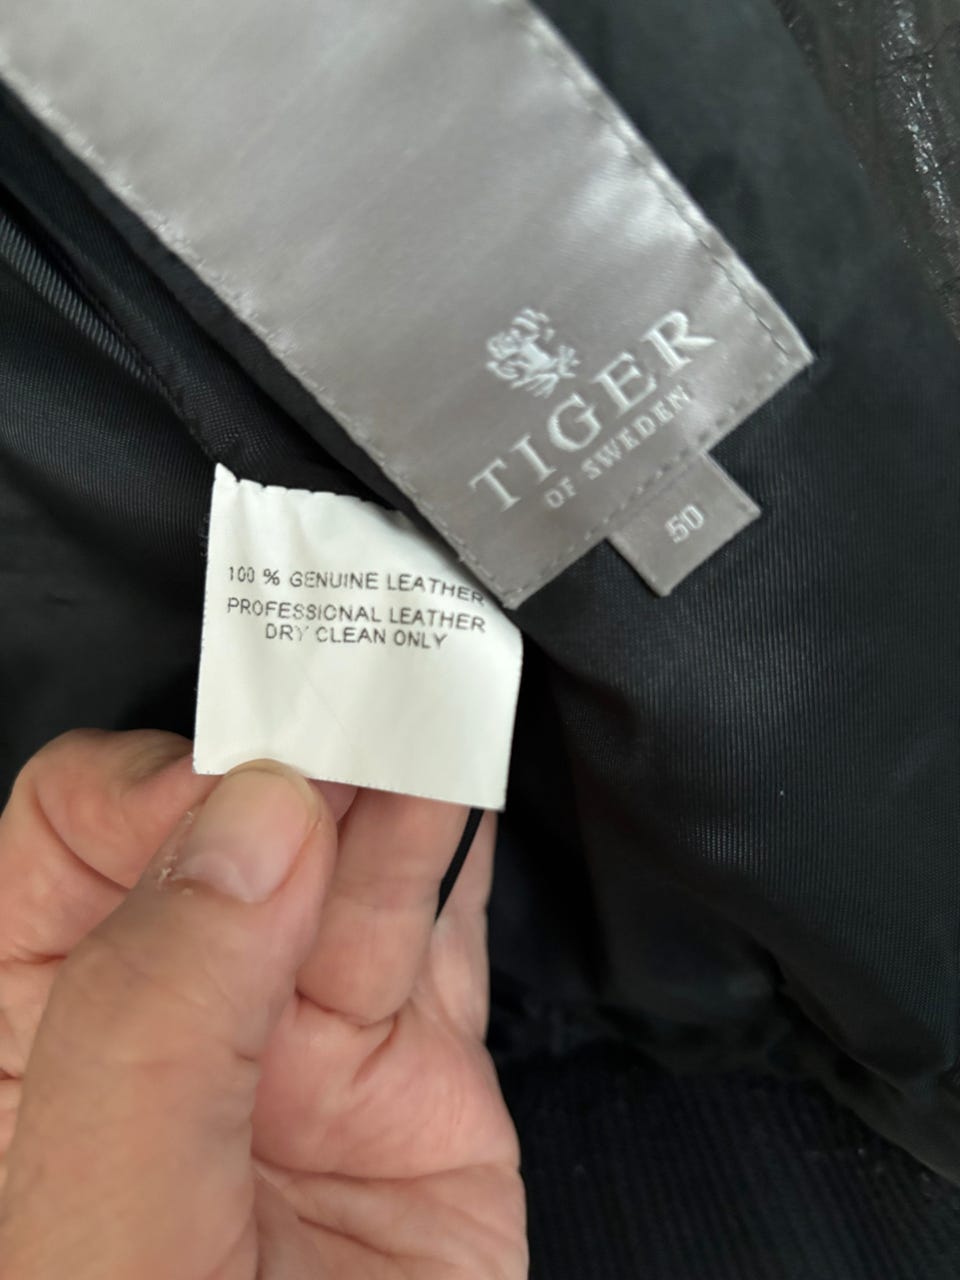 TIGER
OF SWEDEN
50
100 % GENUINE LEATHER
PROFESSIONAL LEATHER
DRY CLEAN ONLY